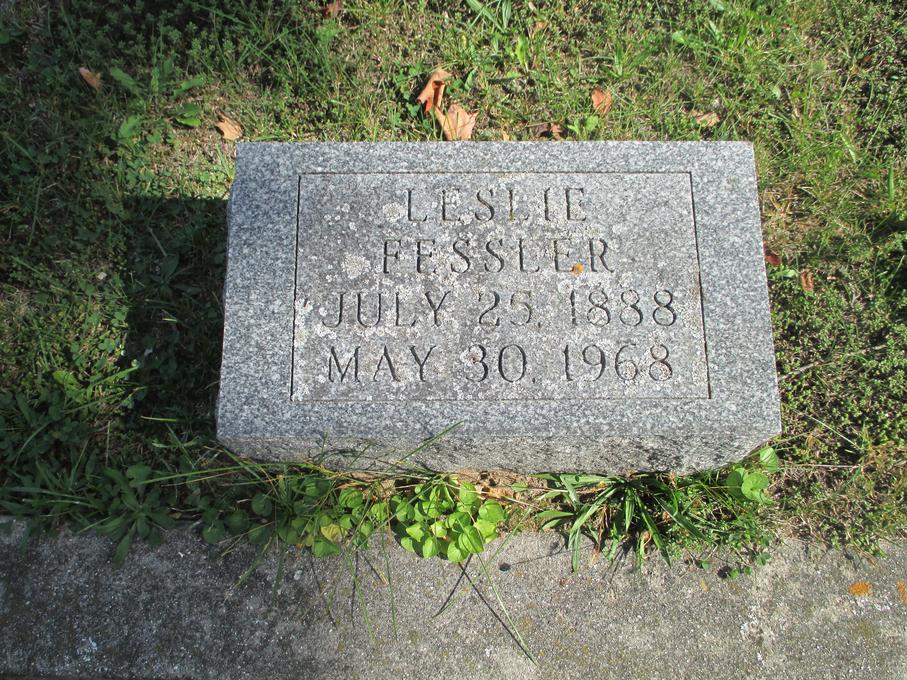 LESLIE
FESSLER
JULY 25, 1888
MAY 30, 1968